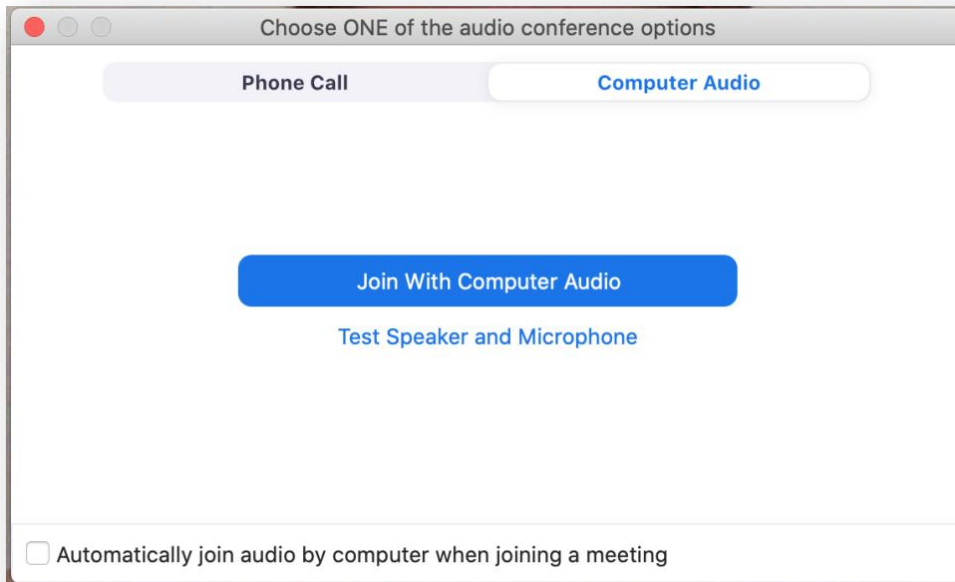 Choose ONE of the audio conference options
Phone Call
Computer Audio
Join With Computer Audio
Test Speaker and Microphone
Automatically join audio by computer when joining a meeting